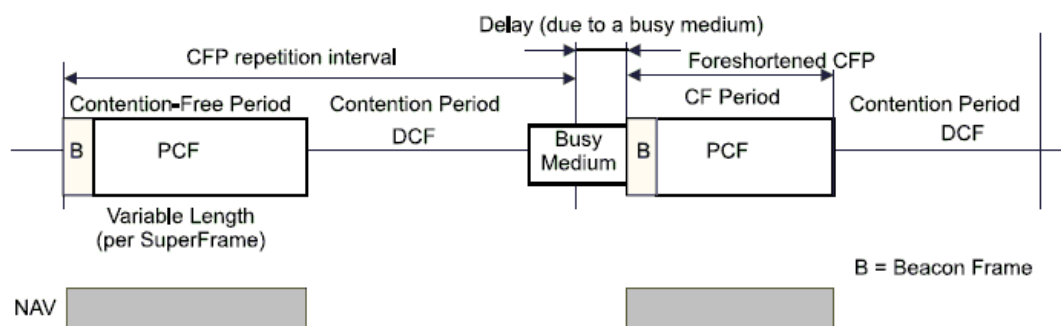 Delay (due to a busy medium)
CFP repetition interval
Foreshortened CFP
Contention-Free Period
Contention Period
DCF
CF Period
Contention Period
DCF
B
PCF
Busy
Medium
B
PCF
Variable Length
(per SuperFrame)
B = Beacon Frame
NAV